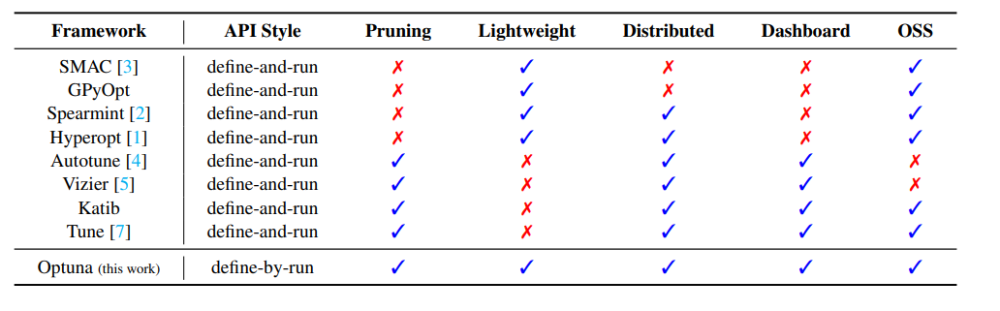 Framework API Style Pruning Lightweight Distributed Dashboard OSS
SMAC [3] define-and-run ✗ ✓ ✗ ✗ ✓
GPyOpt define-and-run ✗ ✓ ✗ ✗ ✓
Spearmint [2] define-and-run ✗ ✓ ✓ ✗ ✓
Hyperopt [1] define-and-run ✗ ✓ ✓ ✗ ✓
Autotune [4] define-and-run ✓ ✗ ✓ ✓ ✗
Vizier [5] define-and-run ✓ ✗ ✓ ✓ ✗
Katib define-and-run ✓ ✗ ✓ ✓ ✓
Tune [7] define-and-run ✓ ✗ ✓ ✓ ✓
Optuna (this work) define-by-run ✓ ✓ ✓ ✓ ✓